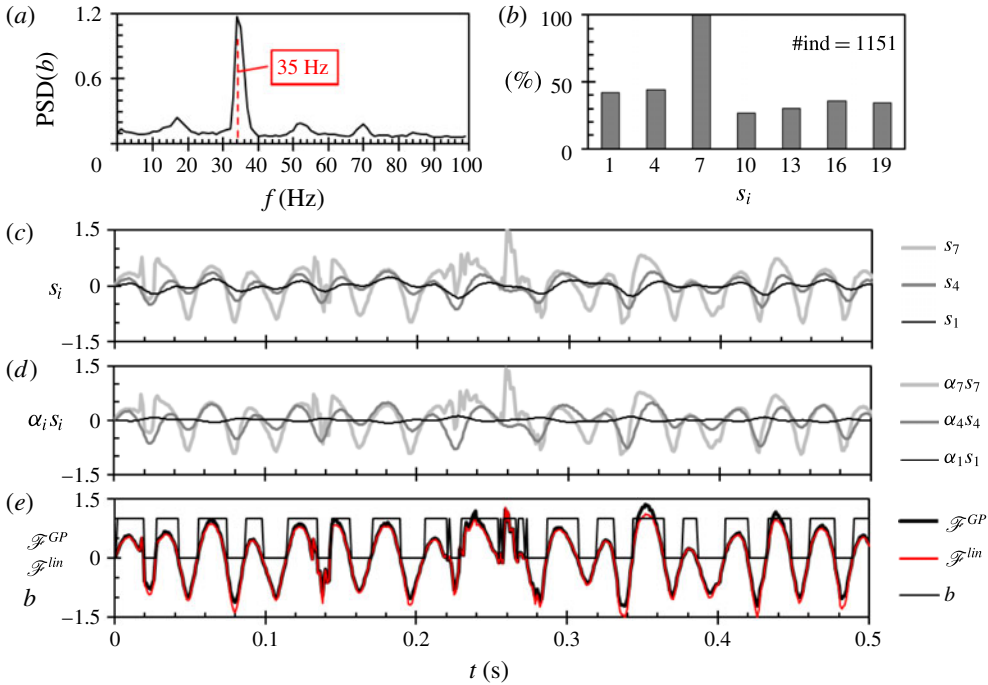 (a)
1.2
0.6
0
PSD(b)
35 Hz
10 20 30 40 50 60 70 80 90 100
f (Hz)
(b)
100
50
0
(%)
#ind = 1151
1 4 7 10 13 16 19
s_i
(c)
1.5
0
−1.5
s_i
s_7
s_4
s_1
(d)
1.5
0
−1.5
α_i s_i
α_7 s_7
α_4 s_4
α_1 s_1
(e)
1.5
0
−1.5
ℱ^GP
ℱ^lin
b
ℱ^GP
ℱ^lin
b
0 0.1 0.2 0.3 0.4 0.5
t (s)